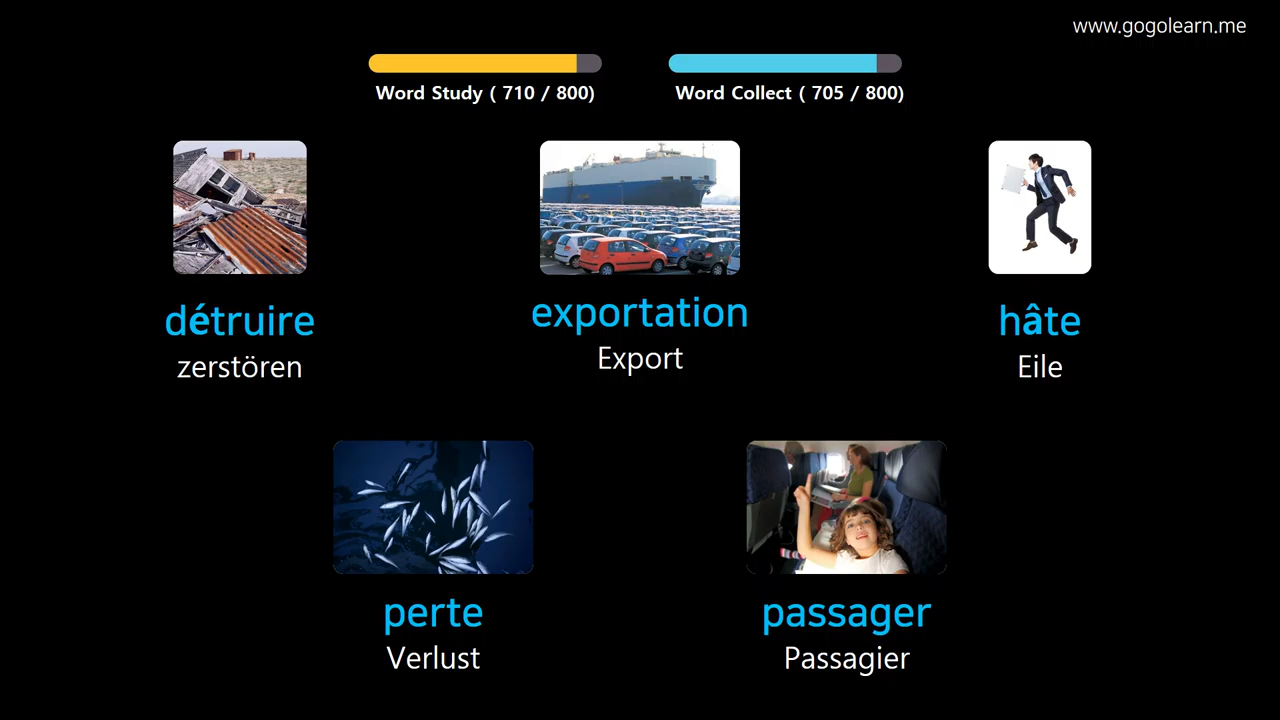 www.gogolearn.me
Word Study ( 710 / 800)
Word Collect ( 705 / 800)
détruire
zerstören
exportation
Export
hâte
Eile
perte
Verlust
passager
Passagier